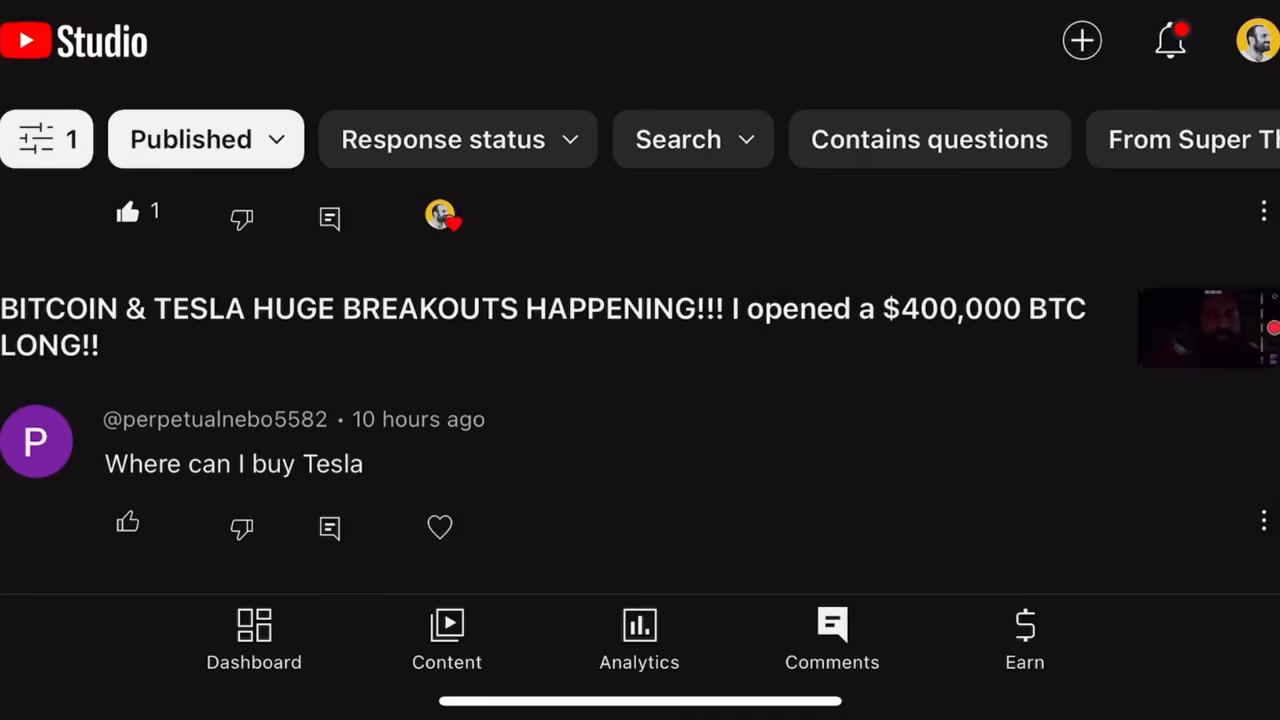 Studio
1
Published
Response status
Search
Contains questions
From Super Th
1
BITCOIN & TESLA HUGE BREAKOUTS HAPPENING!!! I opened a $400,000 BTC
LONG!!
P
@perpetualnebo5582 • 10 hours ago
Where can I buy Tesla
Dashboard
Content
Analytics
Comments
Earn